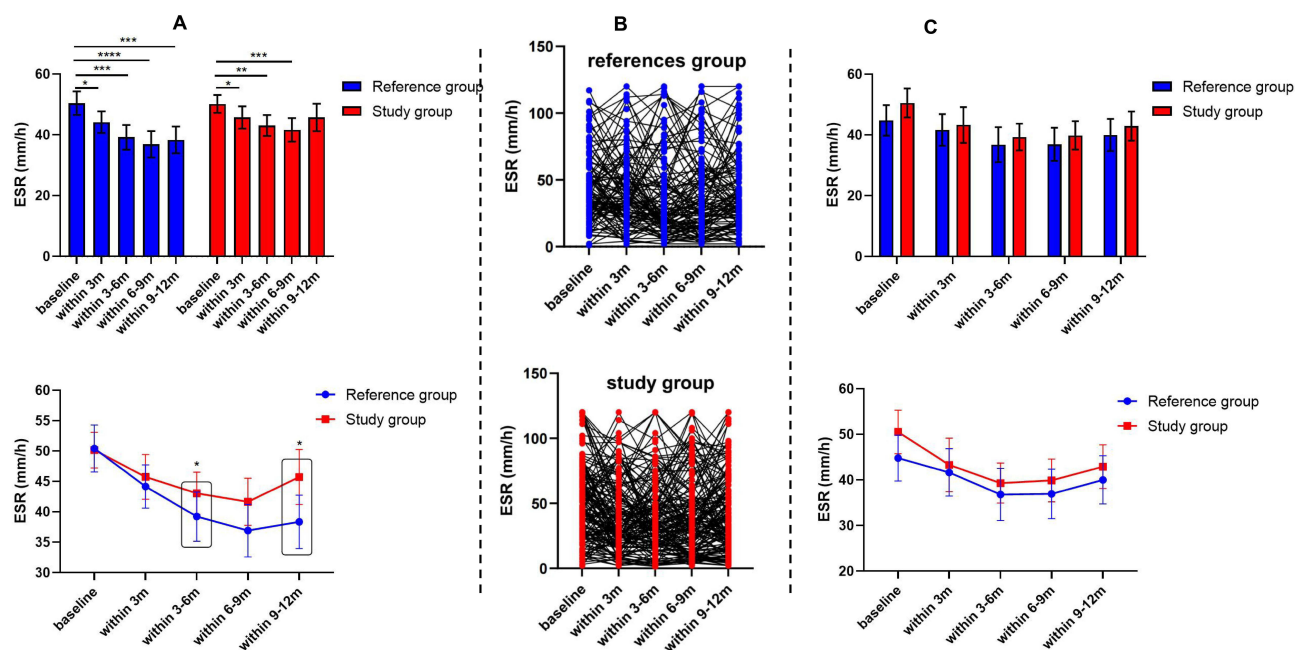 A
***
****
***
*
***
**
*
60
40
20
0
ESR (mm/h)
baseline
within 3m
within 3-6m
within 6-9m
within 9-12m
baseline
within 3m
within 3-6m
within 6-9m
within 9-12m
Reference group
Study group
60
55
50
45
40
35
30
ESR (mm/h)
*
*
baseline
within 3m
within 3-6m
within 6-9m
within 9-12m
Reference group
Study group
B
references group
150
100
50
0
ESR (mm/h)
baseline
within 3m
within 3-6m
within 6-9m
within 9-12m
study group
150
100
50
0
ESR (mm/h)
baseline
within 3m
within 3-6m
within 6-9m
within 9-12m
C
60
40
20
0
ESR (mm/h)
baseline
within 3m
within 3-6m
within 6-9m
within 9-12m
Reference group
Study group
60
50
40
30
20
ESR (mm/h)
baseline
within 3m
within 3-6m
within 6-9m
within 9-12m
Reference group
Study group